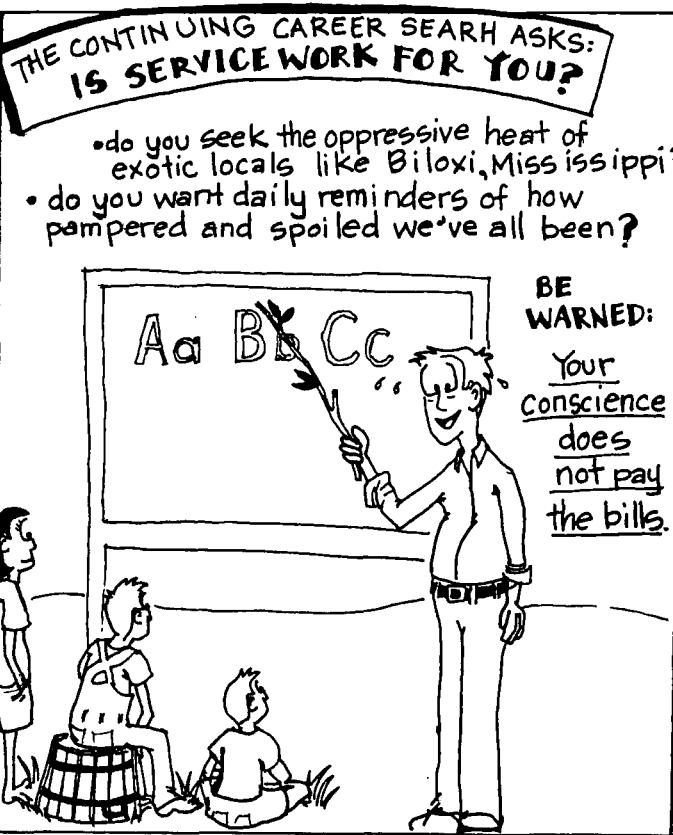 THE CONTINUING CAREER SEARH ASKS:
IS SERVICE WORK FOR YOU?
•do you seek the oppressive heat of
exotic locals like Biloxi, Mississippi?
• do you want daily reminders of how
pampered and spoiled we've all been?
Aa Bb Cc
BE
WARNED:
Your
conscience
does
not pay
the bills.